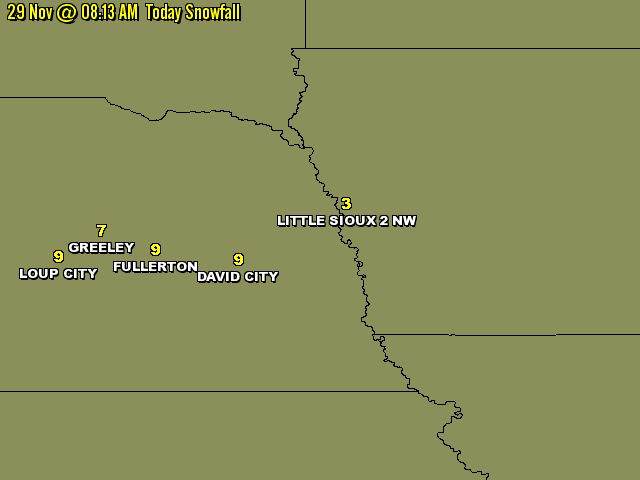 29 Nov @ 08:13 AM Today Snowfall
3
LITTLE SIOUX 2 NW
7
GREELEY
9
FULLERTON
9
LOUP CITY
9
DAVID CITY